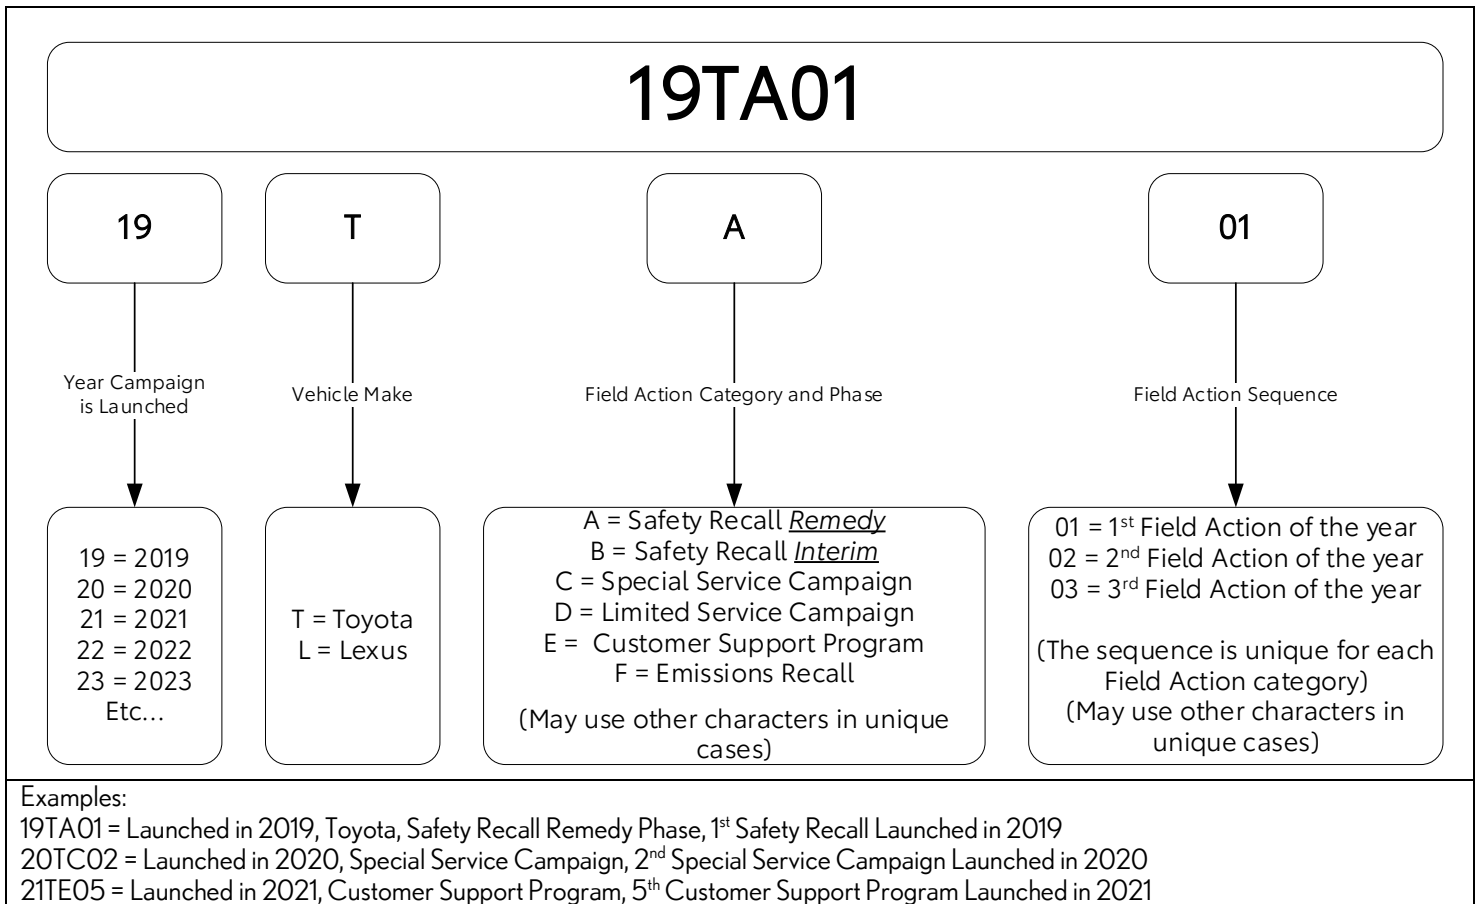 19TA01
19
T
A
01
Year Campaign
is Launched
Vehicle Make
Field Action Category and Phase
Field Action Sequence
19 = 2019
20 = 2020
21 = 2021
22 = 2022
23 = 2023
Etc...
T = Toyota
L = Lexus
A = Safety Recall Remedy
B = Safety Recall Interim
C = Special Service Campaign
D = Limited Service Campaign
E =  Customer Support Program
F = Emissions Recall
(May use other characters in unique
cases)
01 = 1st Field Action of the year
02 = 2nd Field Action of the year
03 = 3rd Field Action of the year
(The sequence is unique for each
Field Action category)
(May use other characters in
unique cases)
Examples:
19TA01 = Launched in 2019, Toyota, Safety Recall Remedy Phase, 1st Safety Recall Launched in 2019
20TC02 = Launched in 2020, Special Service Campaign, 2nd Special Service Campaign Launched in 2020
21TE05 = Launched in 2021, Customer Support Program, 5th Customer Support Program Launched in 2021